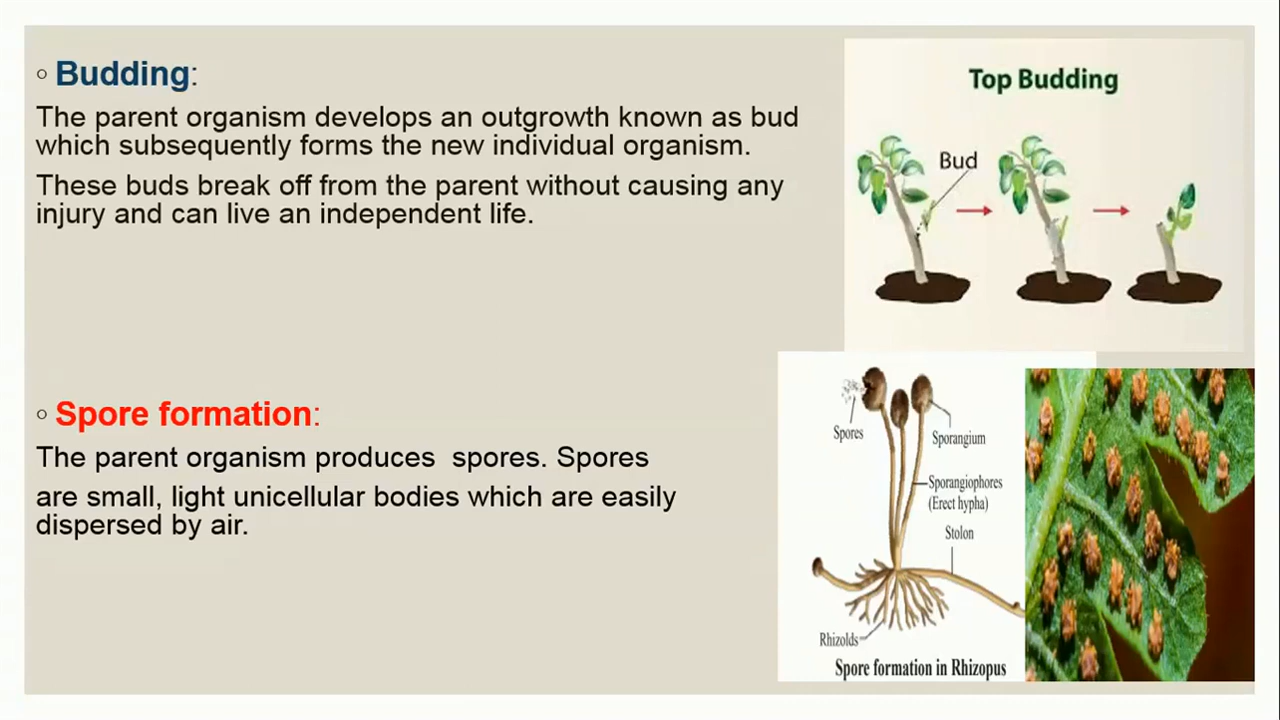 ◦ Budding:
The parent organism develops an outgrowth known as bud
which subsequently forms the new individual organism.
These buds break off from the parent without causing any
injury and can live an independent life.
Top Budding
Bud
◦ Spore formation:
The parent organism produces  spores. Spores
are small, light unicellular bodies which are easily
dispersed by air.
Spores
Sporangium
Sporangiophores
(Erect hypha)
Stolon
Rhizolds
Spore formation in Rhizopus